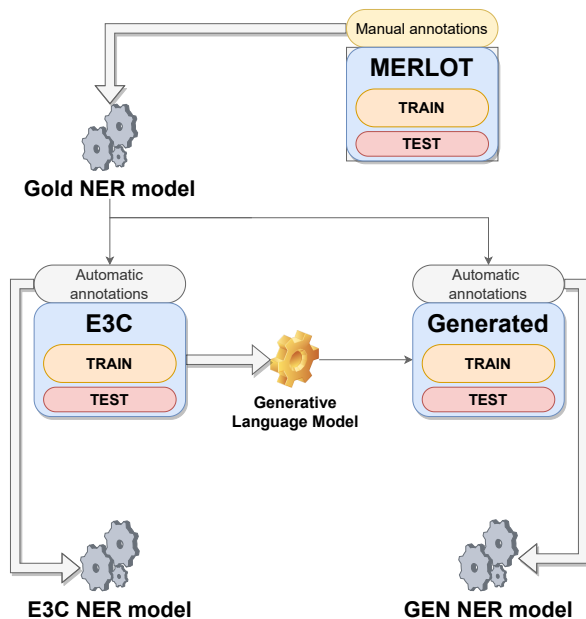 Manual annotations
MERLOT
TRAIN
TEST
Gold NER model
Automatic
annotations
E3C
TRAIN
TEST
Generative
Language Model
Automatic
annotations
Generated
TRAIN
TEST
E3C NER model
GEN NER model